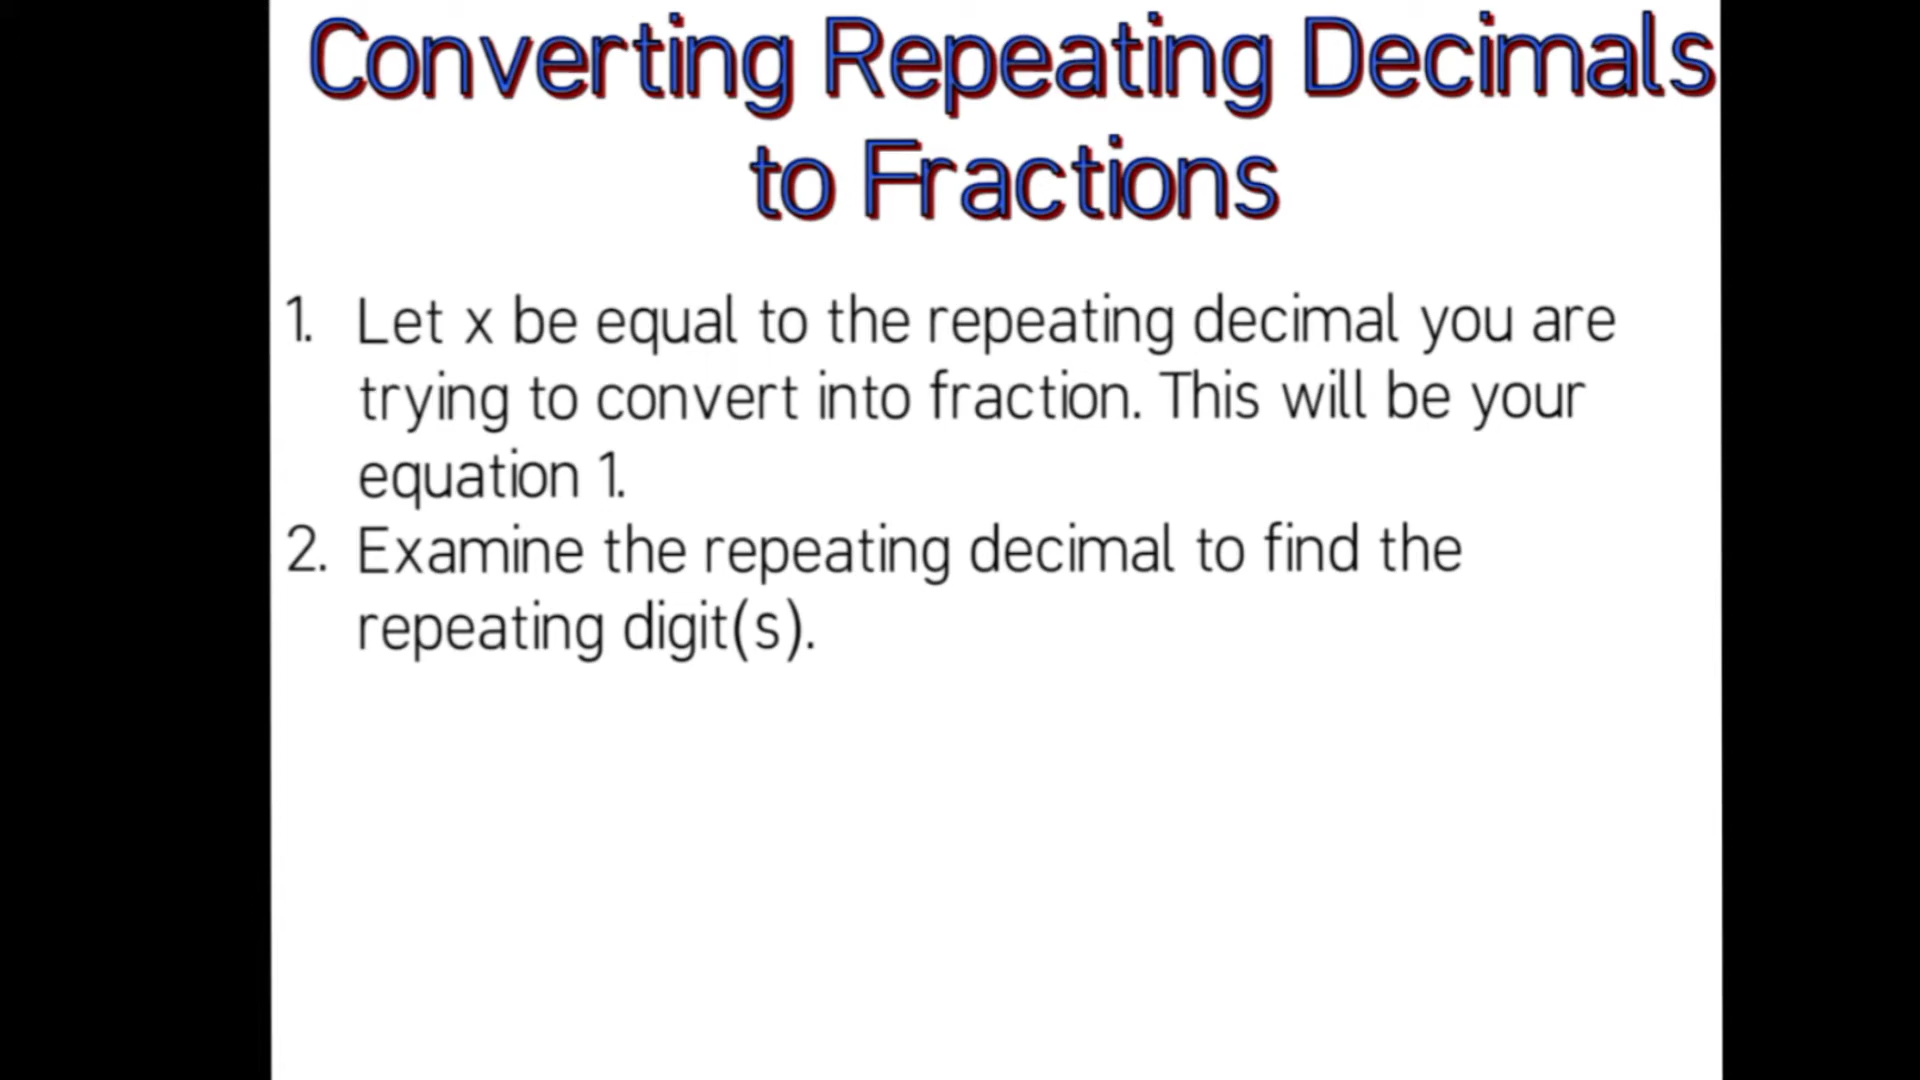 Converting Repeating Decimals
to Fractions
1. Let x be equal to the repeating decimal you are
trying to convert into fraction. This will be your
equation 1.
2. Examine the repeating decimal to find the
repeating digit(s).